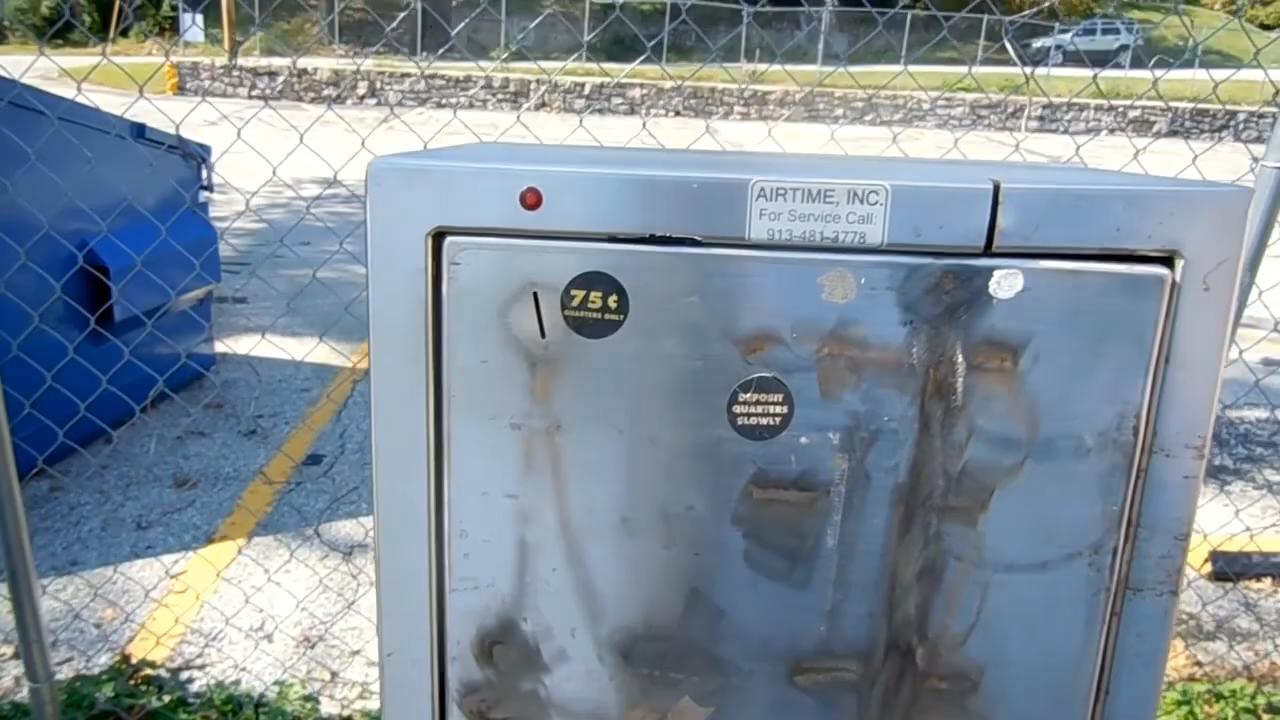 AIRTIME, INC.
For Service Call:
913-481-3778
75¢
QUARTERS ONLY
DEPOSIT
QUARTERS
SLOWLY